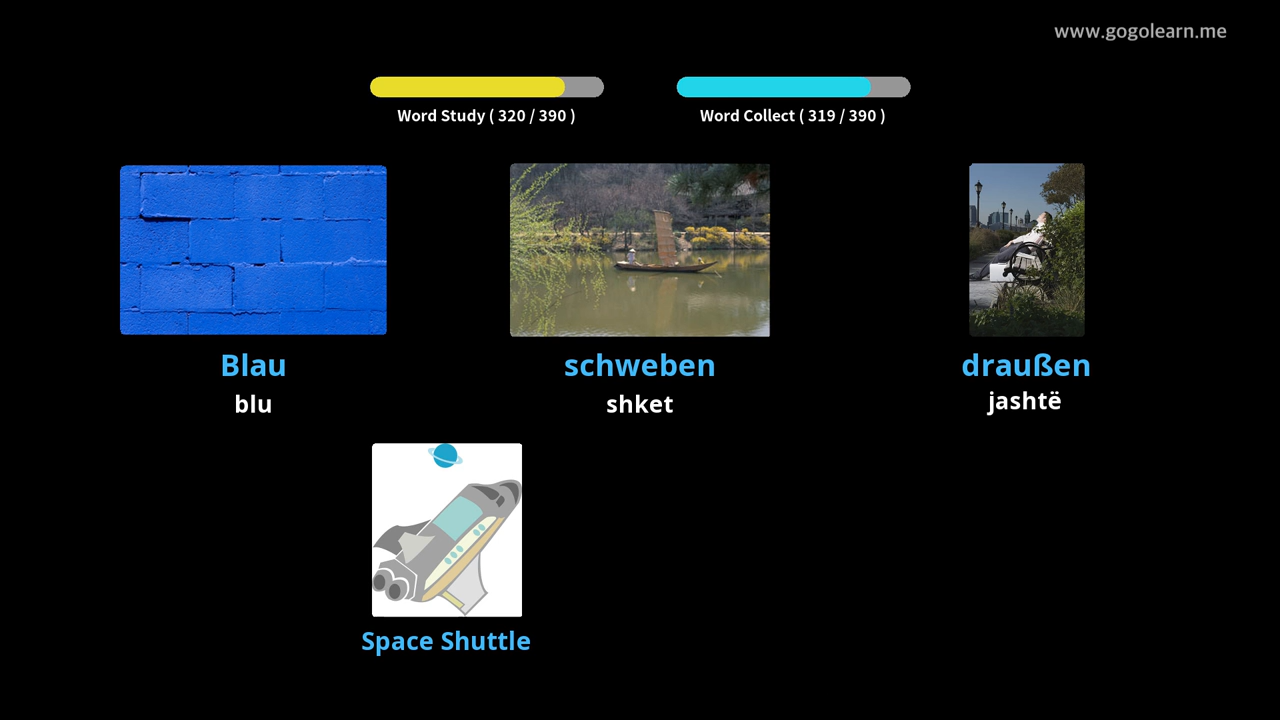 www.gogolearn.me
Word Study ( 320 / 390 )
Word Collect ( 319 / 390 )
Blau
schweben
draußen
blu
shket
jashtë
Space Shuttle